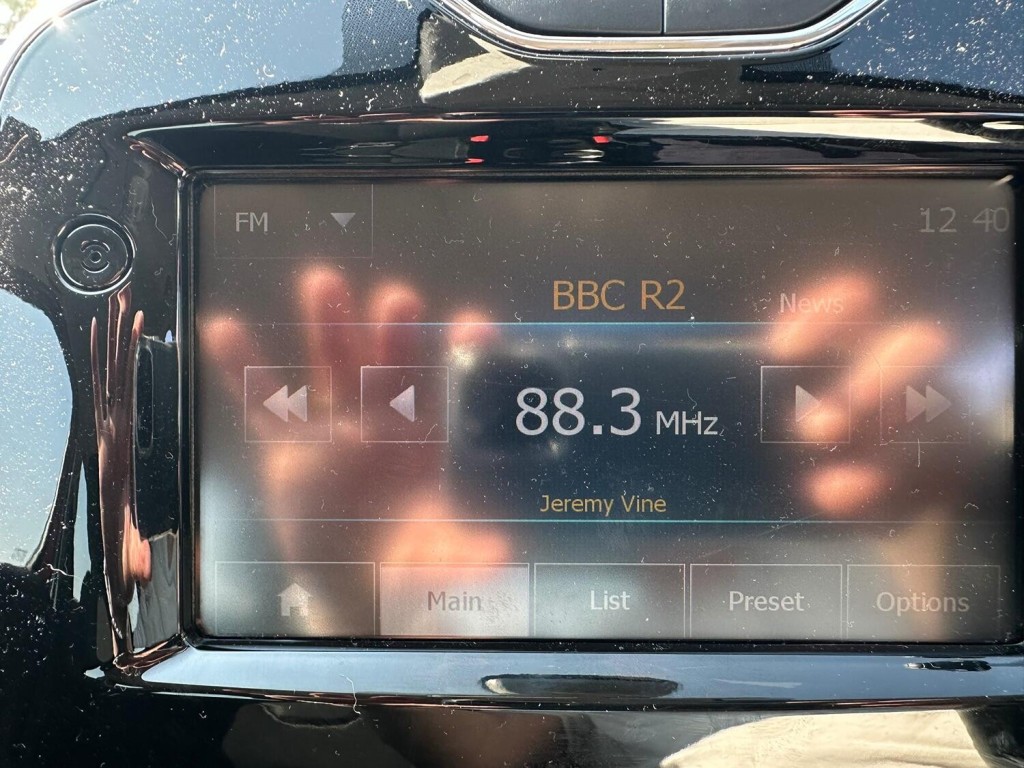 FM
12 40
BBC R2
News
88.3 MHz
Jeremy Vine
Main
List
Preset
Options